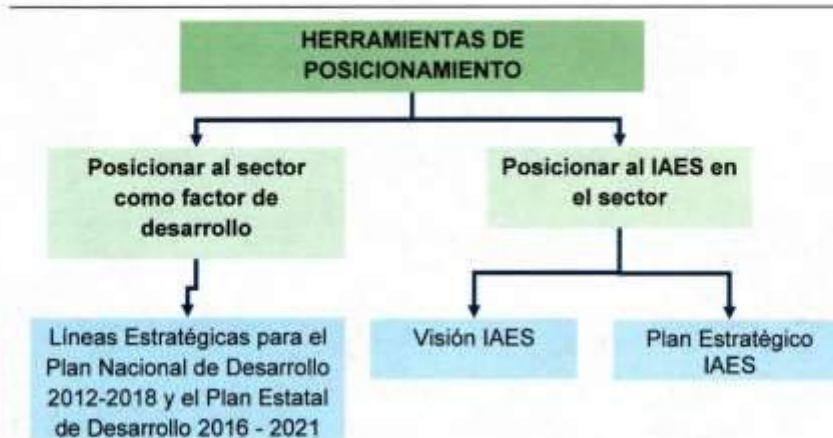 HERRAMIENTAS DE
POSICIONAMIENTO
Posicionar al sector
como factor de
desarrollo
Posicionar al IAES en
el sector
Líneas Estratégicas para el
Plan Nacional de Desarrollo
2012-2018 y el Plan Estatal
de Desarrollo 2016 - 2021
Visión IAES
Plan Estratégico
IAES